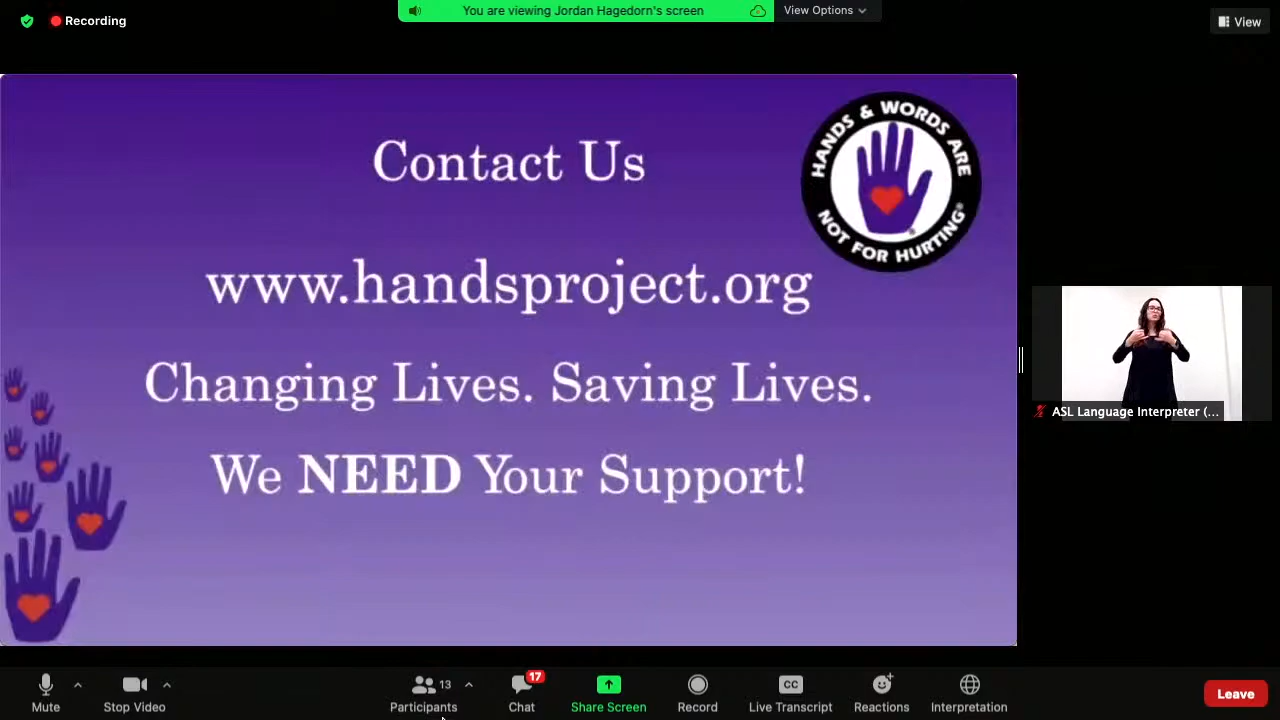 You are viewing Jordan Hagedorn's screen
View Options
Recording
View
HANDS & WORDS ARE
NOT FOR HURTING®
Contact Us
www.handsproject.org
Changing Lives. Saving Lives.
We NEED Your Support!
ASL Language Interpreter (...
Mute
Stop Video
13
Participants
17
Chat
Share Screen
Record
CC
Live Transcript
Reactions
Interpretation
Leave